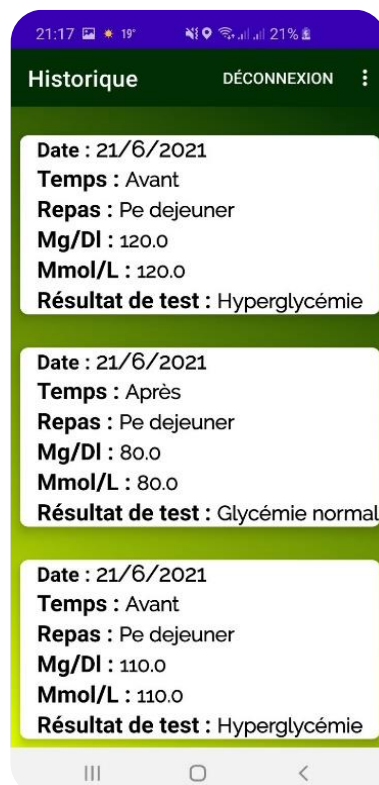 21:17 19° 21%
Historique DÉCONNEXION
Date : 21/6/2021
Temps : Avant
Repas : Pe dejeuner
Mg/Dl : 120.0
Mmol/L : 120.0
Résultat de test : Hyperglycémie
Date : 21/6/2021
Temps : Après
Repas : Pe dejeuner
Mg/Dl : 80.0
Mmol/L : 80.0
Résultat de test : Glycémie normal
Date : 21/6/2021
Temps : Avant
Repas : Pe dejeuner
Mg/Dl : 110.0
Mmol/L : 110.0
Résultat de test : Hyperglycémie